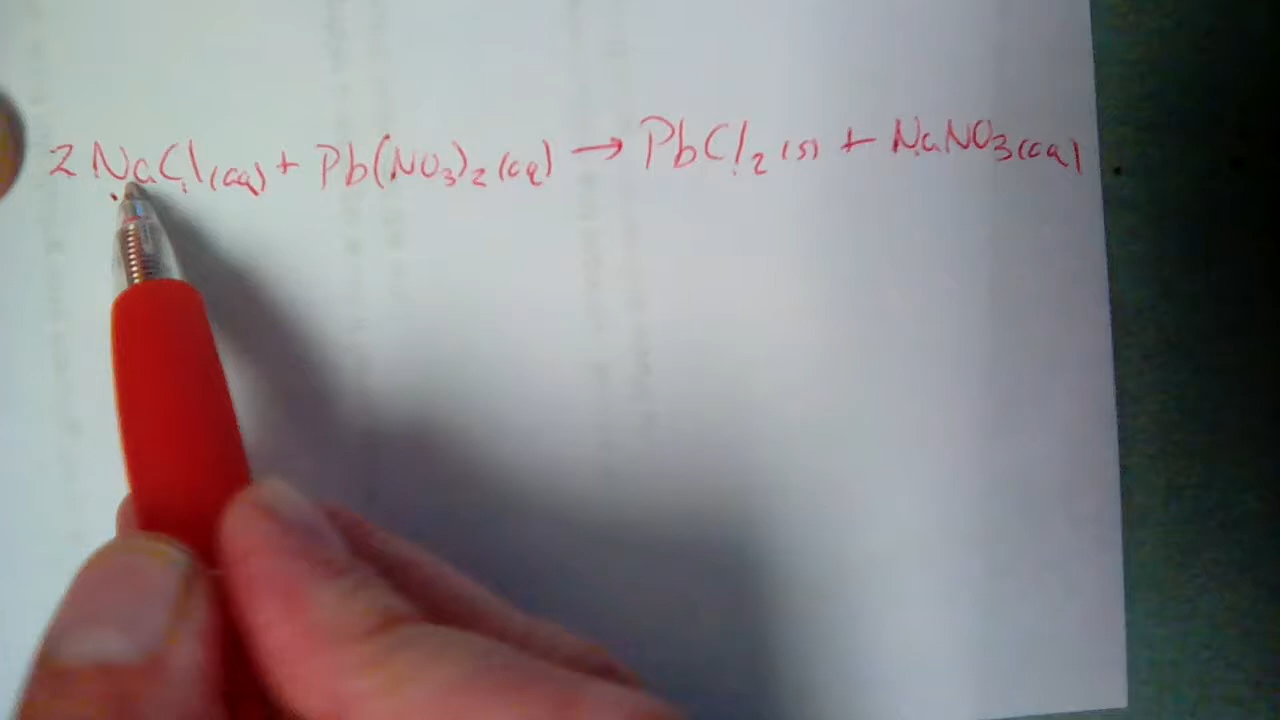 2 NaCl(aq) + Pb(NO3)2(aq) → PbCl2(s) + NaNO3(aq)